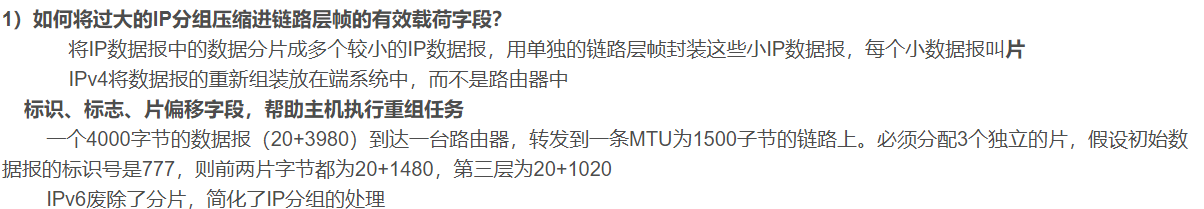 1）如何将过大的IP分组压缩进链路层帧的有效载荷字段？
将IP数据报中的数据分片成多个较小的IP数据报，用单独的链路层帧封装这些小IP数据报，每个小数据报叫片
IPv4将数据报的重新组装放在端系统中，而不是路由器中
标识、标志、片偏移字段，帮助主机执行重组任务
一个4000字节的数据报（20+3980）到达一台路由器，转发到一条MTU为1500子节的链路上。必须分配3个独立的片，假设初始数
据报的标识号是777，则前两片字节都为20+1480，第三层为20+1020
IPv6废除了分片，简化了IP分组的处理